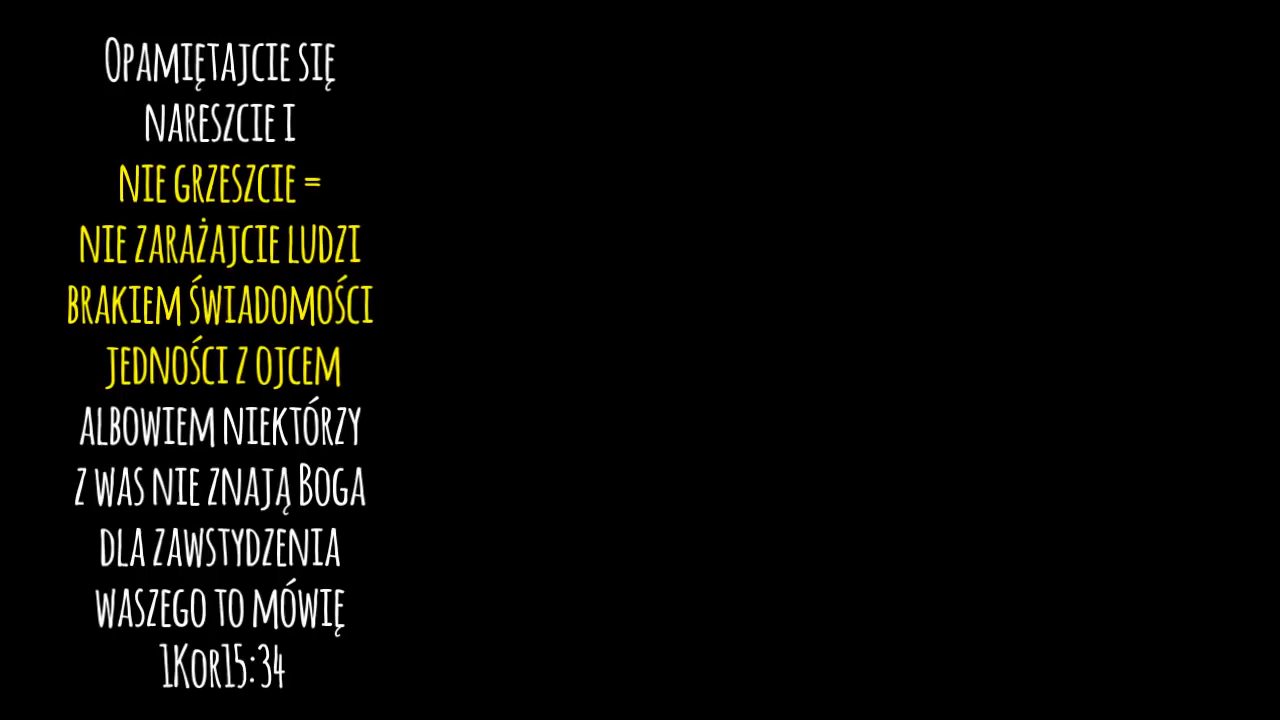 Opamiętajcie się
nareszcie i
nie grzeszcie =
nie zarażajcie ludzi
brakiem świadomości
jedności z ojcem
albowiem niektórzy
z was nie znają Boga
dla zawstydzenia
waszego to mówię
1Kor15:34